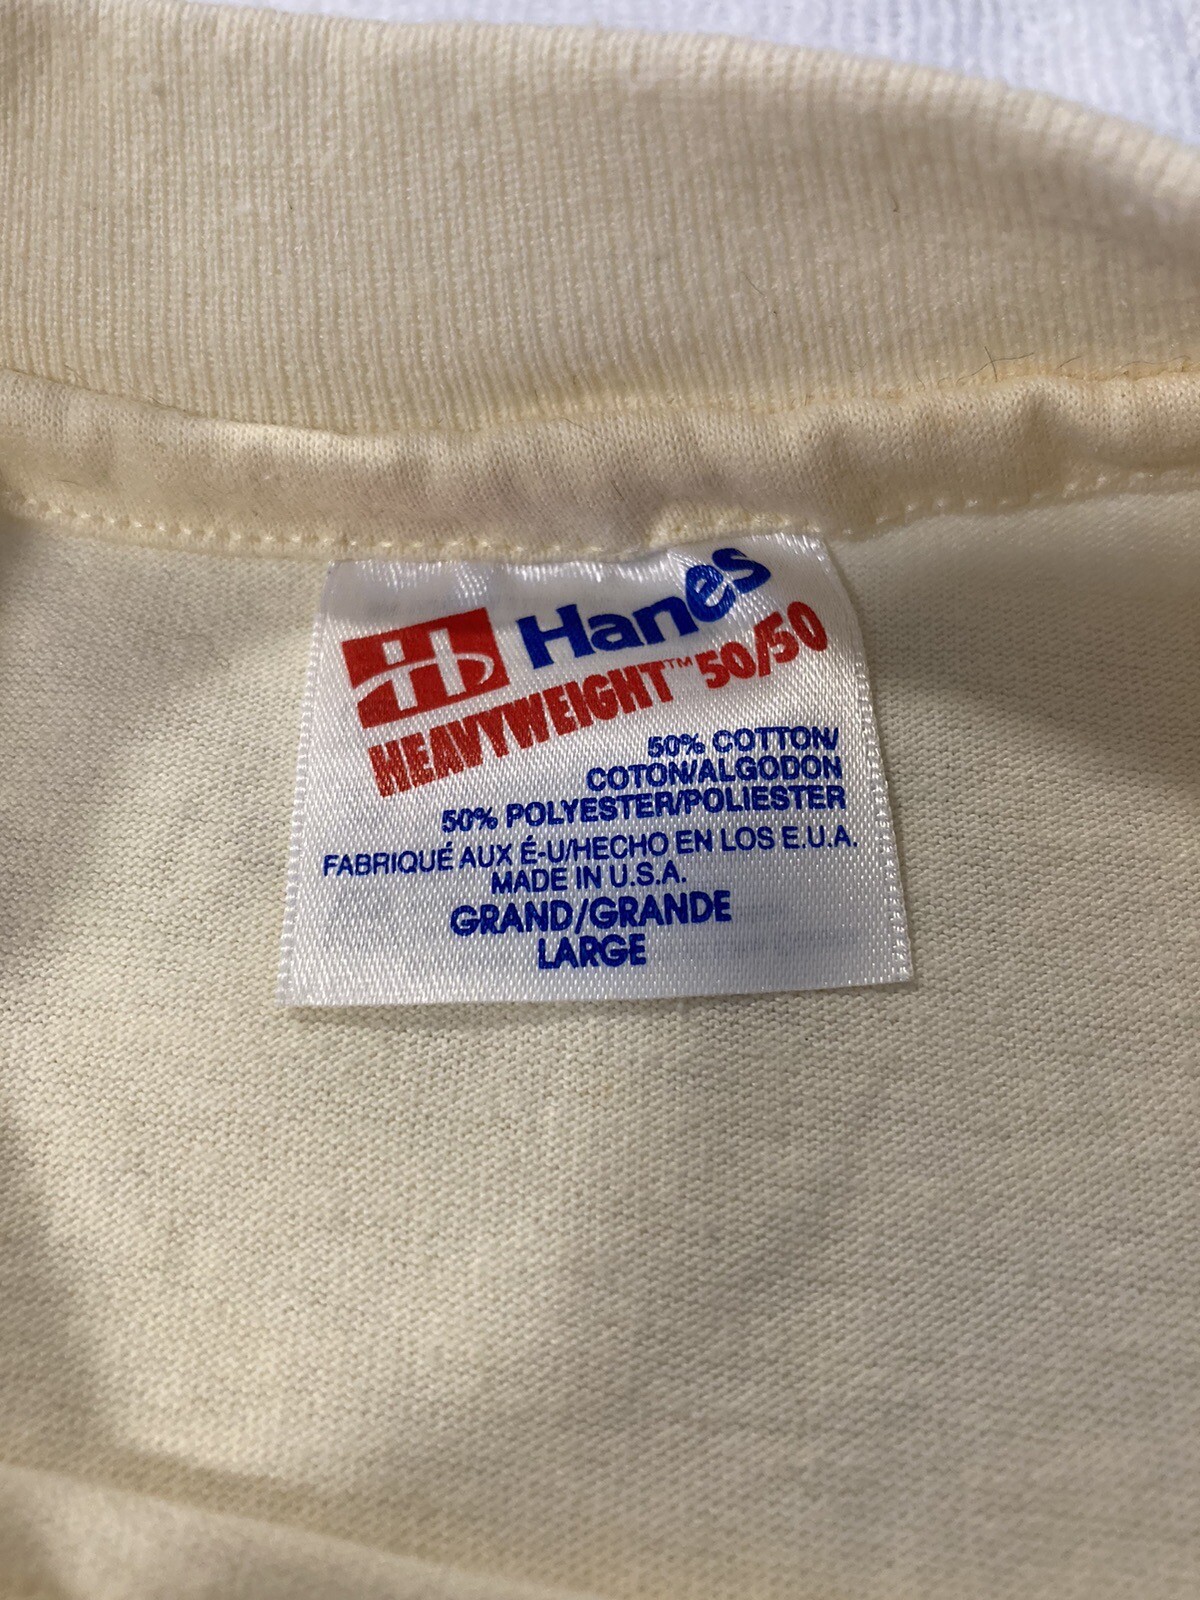 H Hanes
HEAVYWEIGHT™ 50/50
50% COTTON/
COTON/ALGODON
50% POLYESTER/POLIESTER
FABRIQUÉ AUX É-U/HECHO EN LOS E.U.A.
MADE IN U.S.A.
GRAND/GRANDE
LARGE